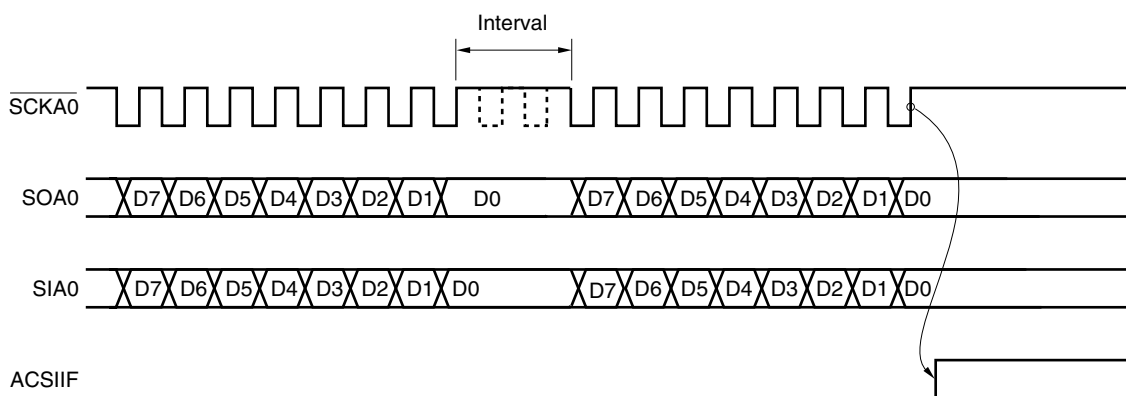 Interval
SCKA0
SOA0 D7 D6 D5 D4 D3 D2 D1 D0 D7 D6 D5 D4 D3 D2 D1 D0
SIA0 D7 D6 D5 D4 D3 D2 D1 D0 D7 D6 D5 D4 D3 D2 D1 D0
ACSIIF